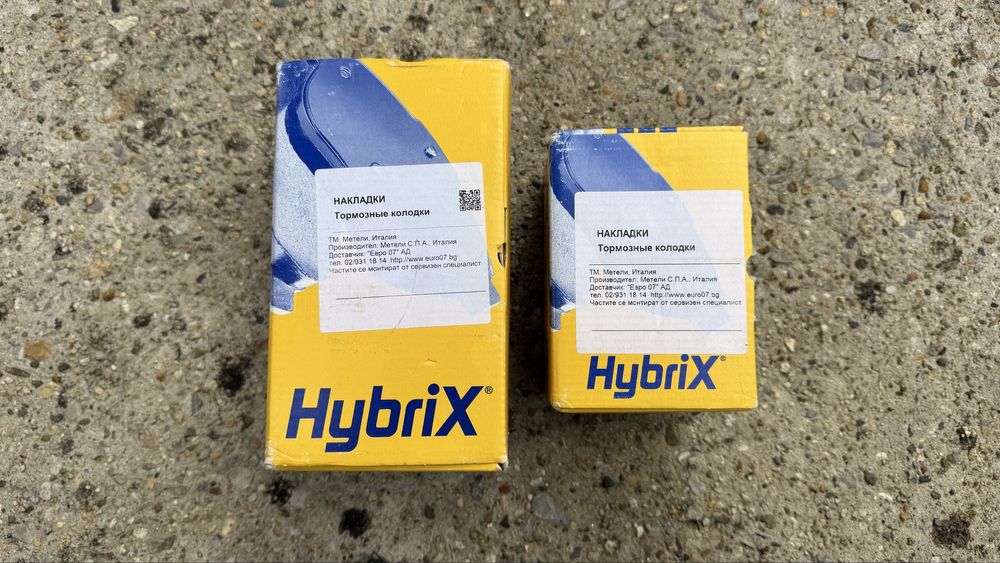 НАКЛАДКИ
Тормозные колодки
ТМ: Метели, Италия
Производител: Метели С.П.А., Италия
Доставчик: "Евро 07" АД
тел. 02/931 18 14 http://www.euro07.bg
Частите се монтират от сервизен специалист
HybriX®
НАКЛАДКИ
Тормозные колодки
ТМ: Метели, Италия
Производител: Метели С.П.А., Италия
Доставчик: "Евро 07" АД
тел. 02/931 18 14 http://www.euro07.bg
Частите се монтират от сервизен специалист
HybriX®